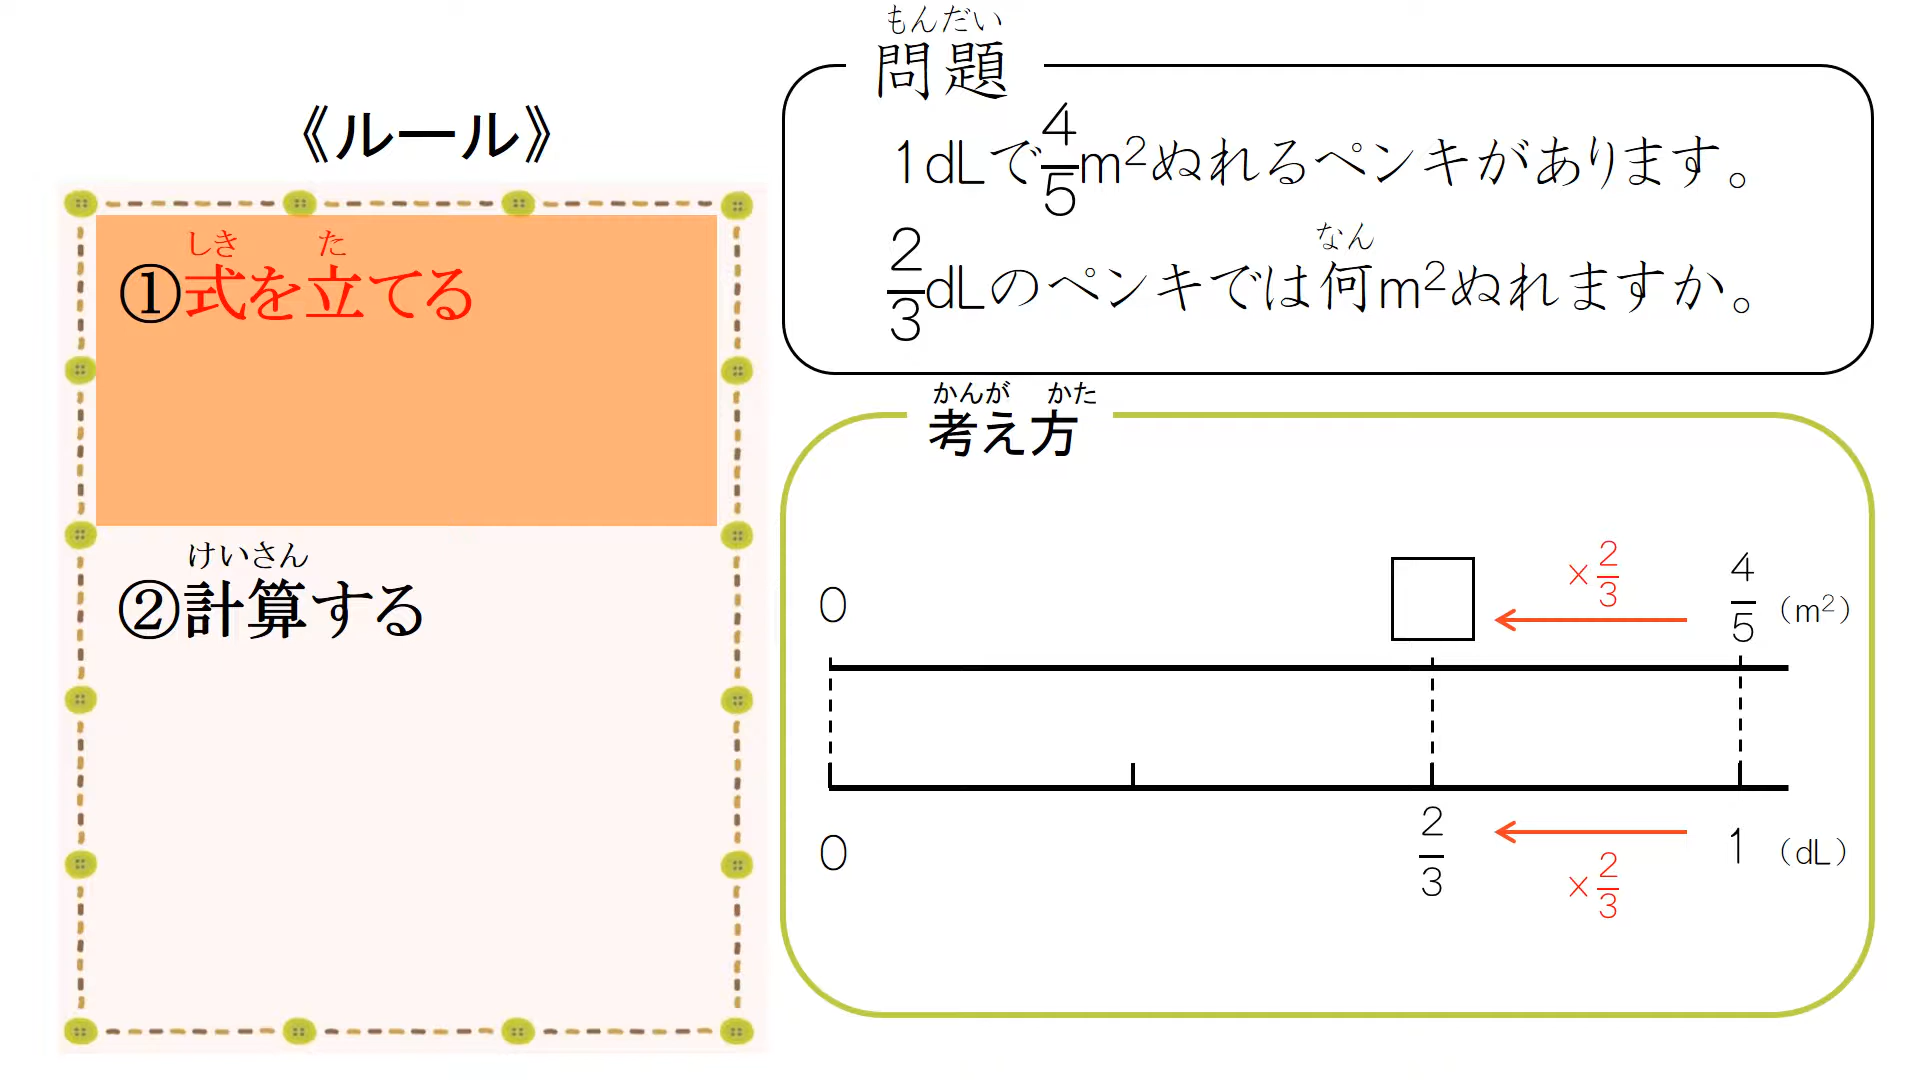 《ルール》
しき た
①式を立てる
けいさん
②計算する
もんだい
問題
1dLで4/5m²ぬれるペンキがあります。
なん
2/3dLのペンキでは何m²ぬれますか。
かんが かた
考え方
0 ×2/3 4/5 (m²)
0 2/3 ×2/3 1 (dL)